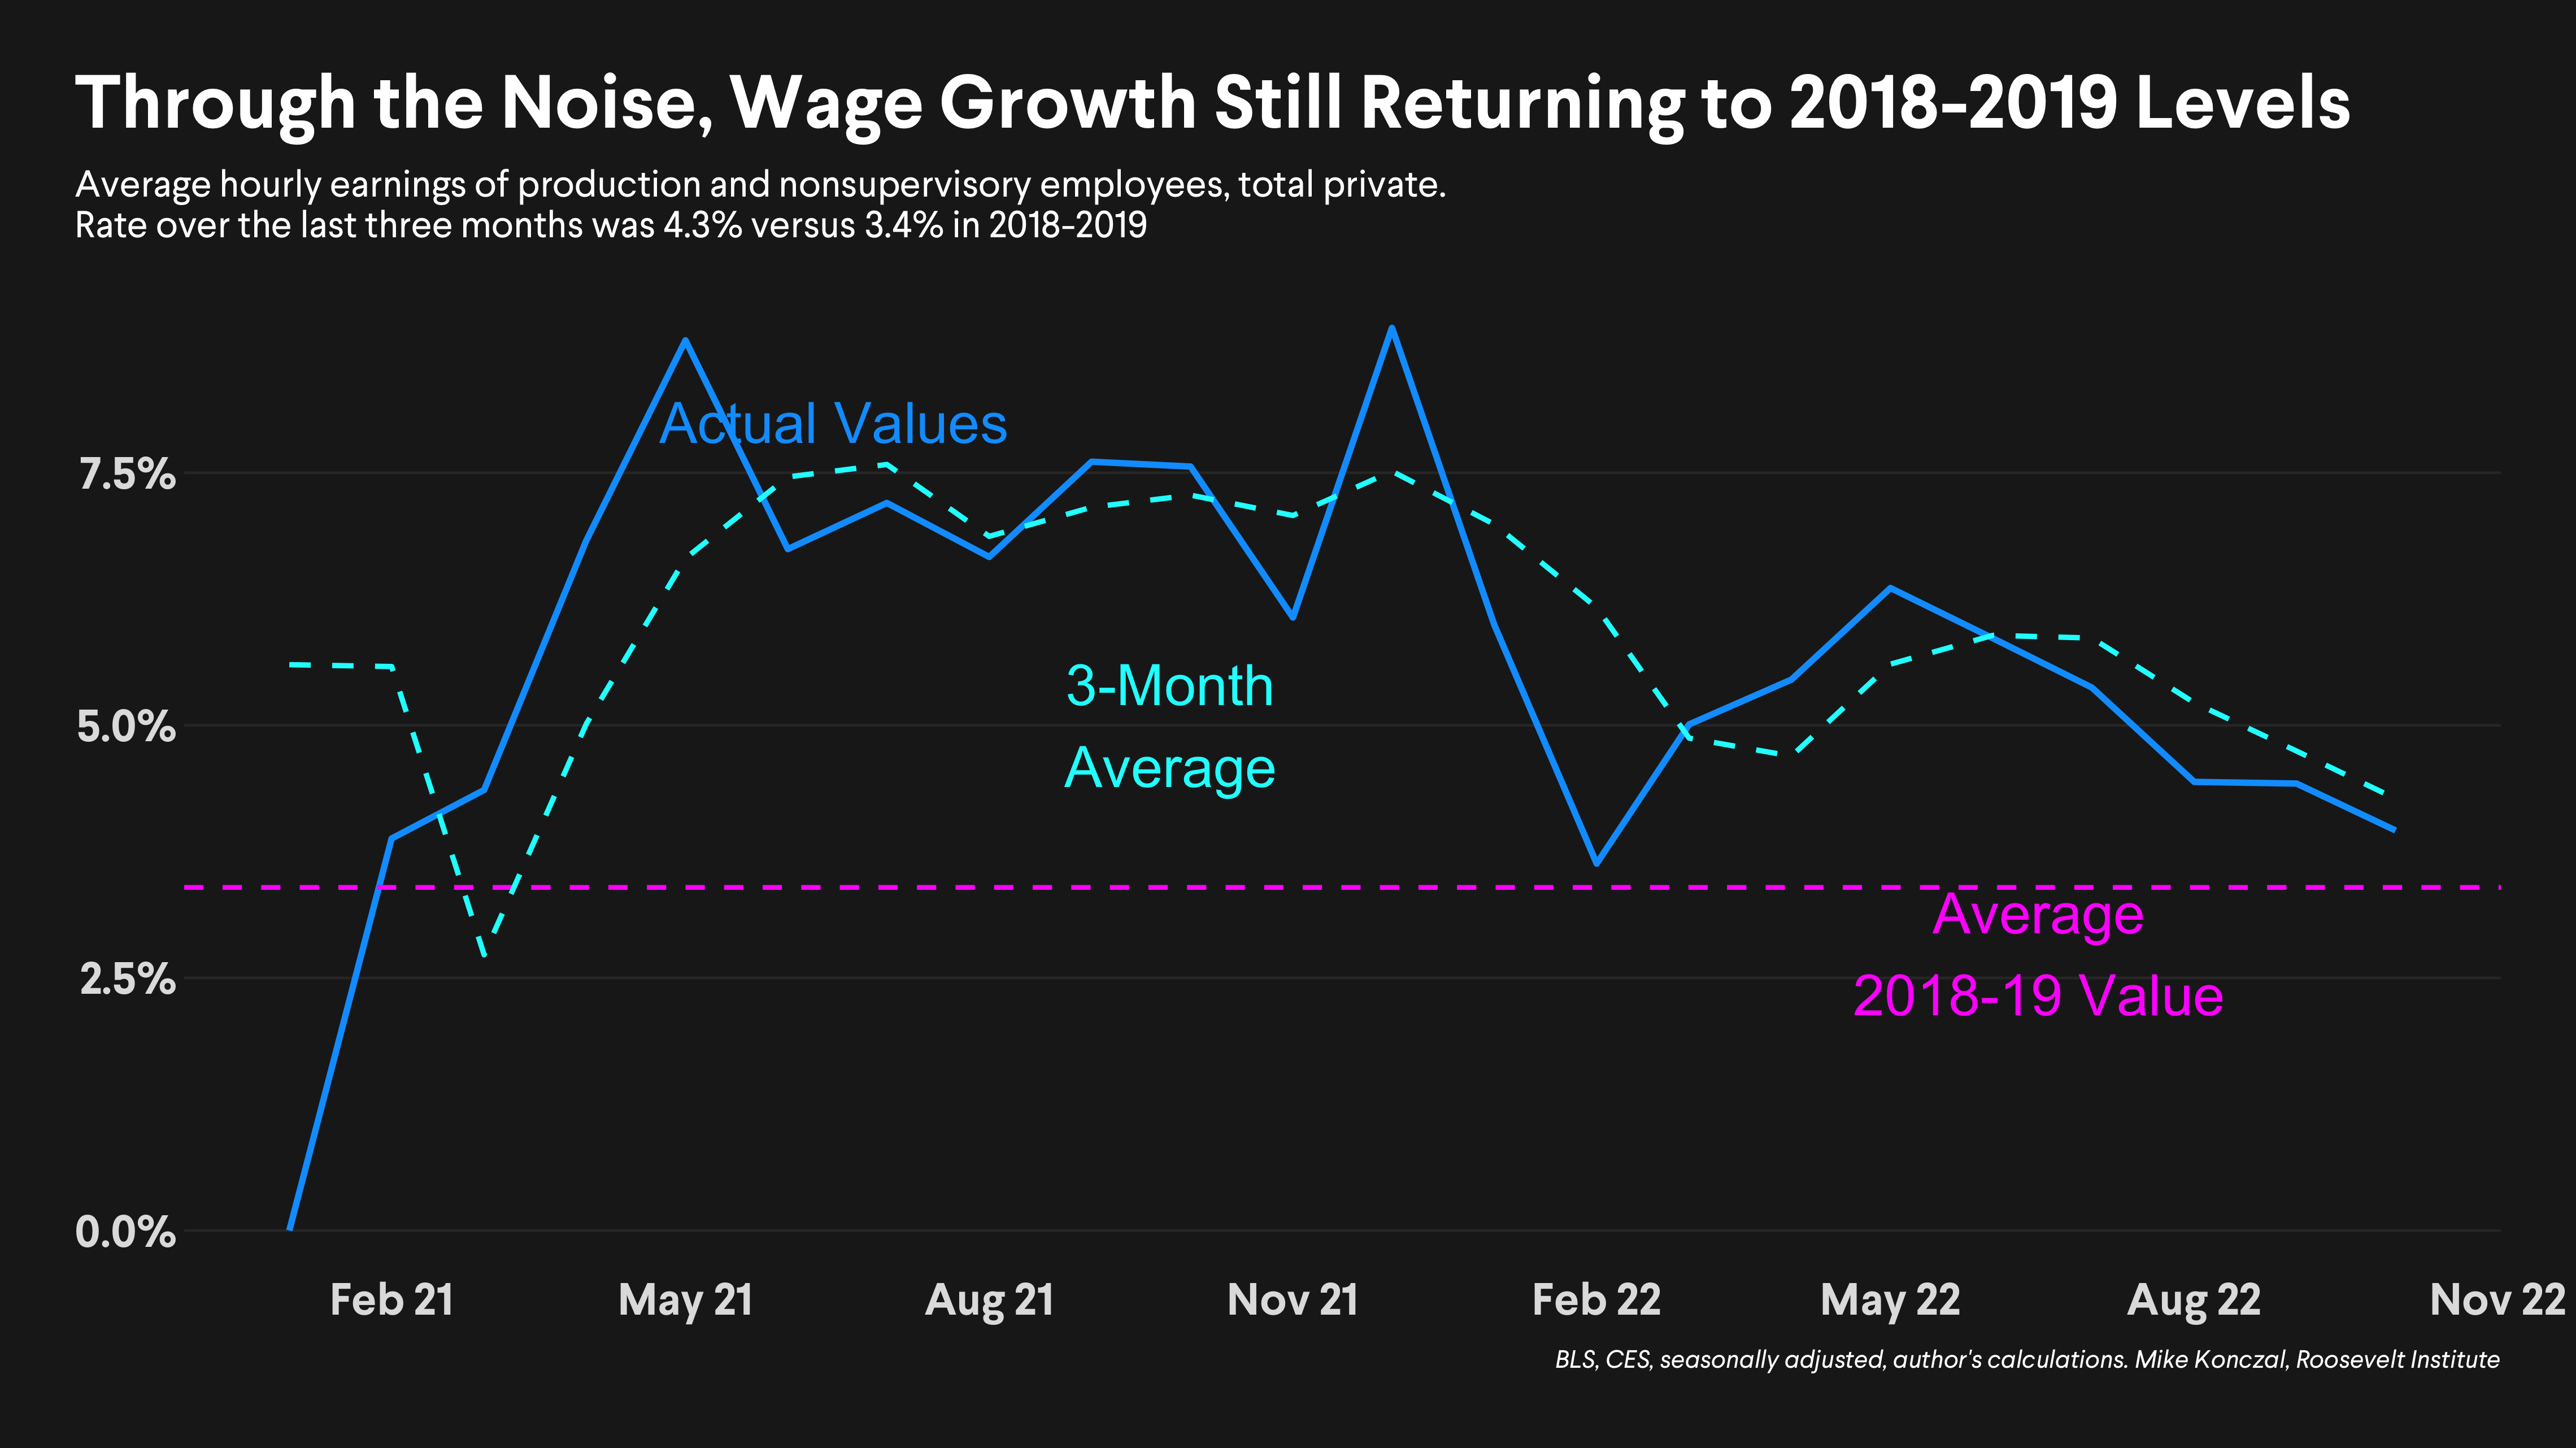 Through the Noise, Wage Growth Still Returning to 2018-2019 Levels
Average hourly earnings of production and nonsupervisory employees, total private.
Rate over the last three months was 4.3% versus 3.4% in 2018-2019
Actual Values
7.5%
3-Month
Average
5.0%
Average
2018-19 Value
2.5%
0.0%
Feb 21 May 21 Aug 21 Nov 21 Feb 22 May 22 Aug 22 Nov 22
BLS, CES, seasonally adjusted, author's calculations. Mike Konczal, Roosevelt Institute